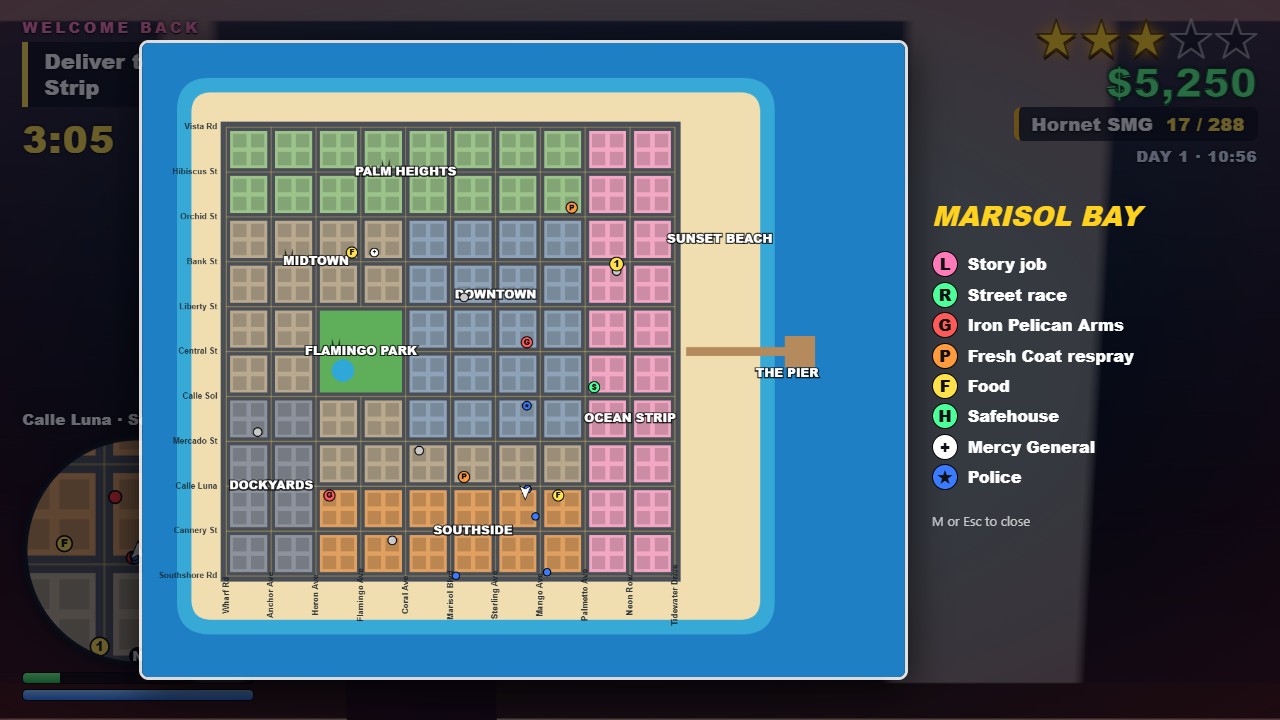 WELCOME BACK
Deliver t
Strip
3:05
$5,250
Hornet SMG 17 / 288
DAY 1 · 10:56
MARISOL BAY
L Story job
R Street race
G Iron Pelican Arms
P Fresh Coat respray
F Food
H Safehouse
+ Mercy General
★ Police
M or Esc to close
Vista Rd
Hibiscus St
Orchid St
Bank St
Liberty St
Central St
Calle Sol
Mercado St
Calle Luna
Cannery St
Southshore Rd
PALM HEIGHTS
P
SUNSET BEACH
MIDTOWN
F
+
1
DOWNTOWN
FLAMINGO PARK
G
THE PIER
$
OCEAN STRIP
P
DOCKYARDS
G
F
SOUTHSIDE
Wharf Rd
Anchor Ave
Heron Ave
Flamingo Ave
Coral Ave
Marisol Blvd
Sterling Ave
Mango Ave
Palmetto Ave
Neon Row
Tidewater Drive
Calle Luna · S
F
1
N